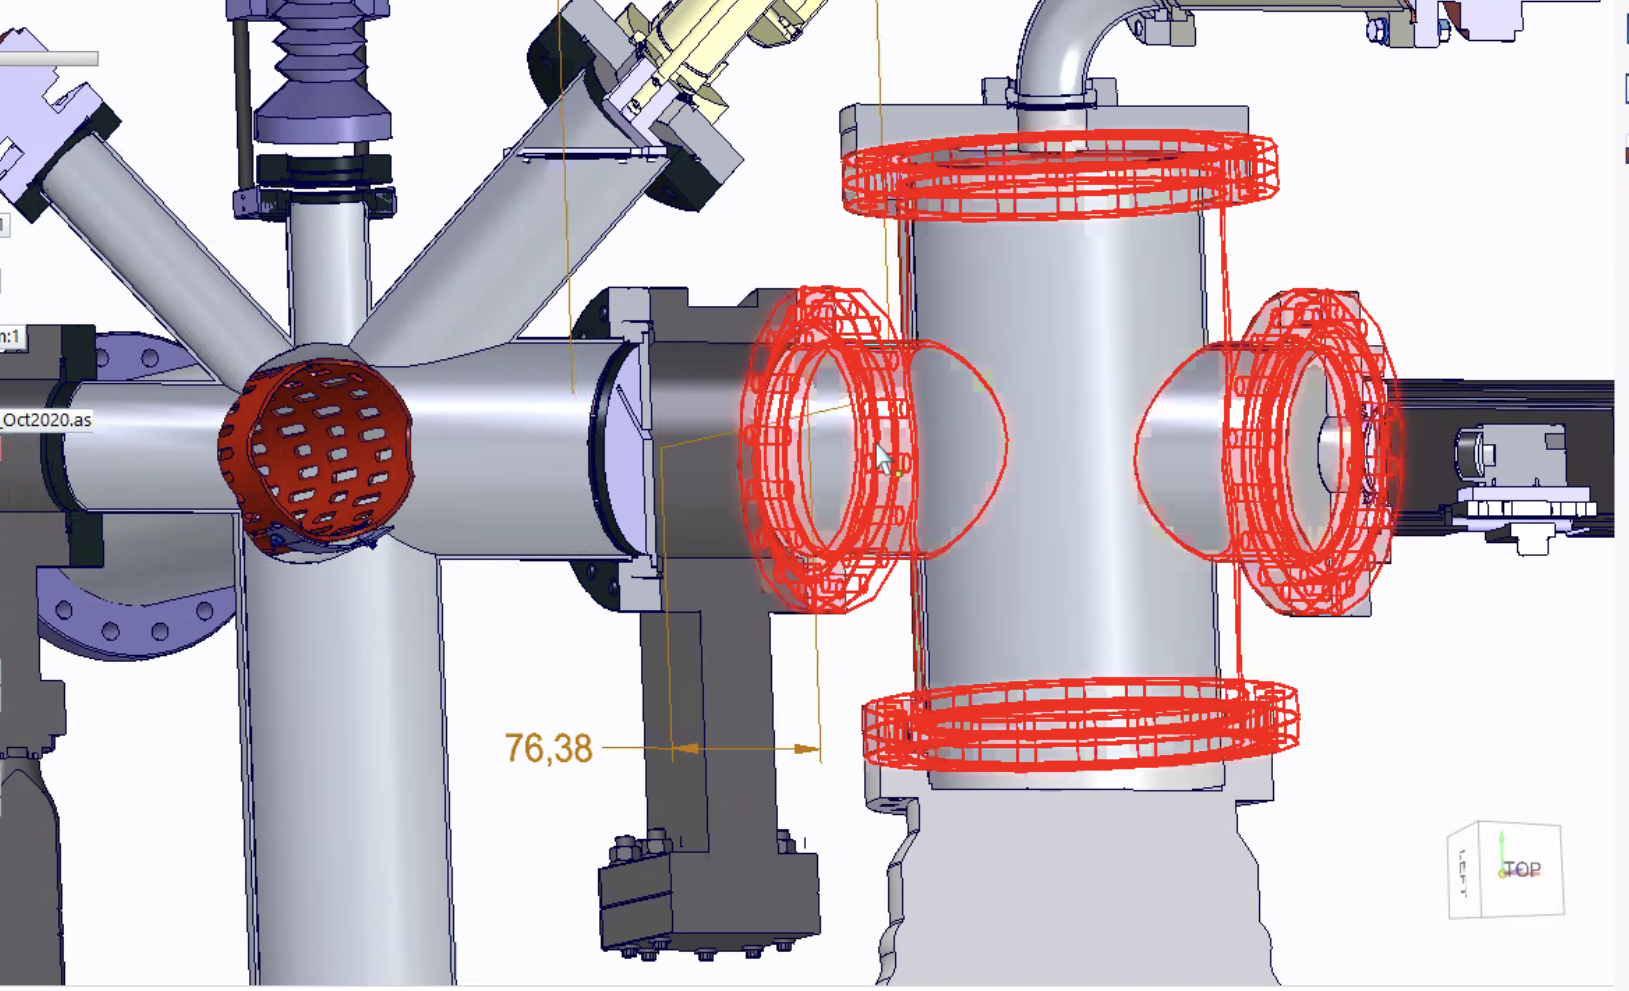 n:1
_Oct2020.as
76,38
LEFT
TOP